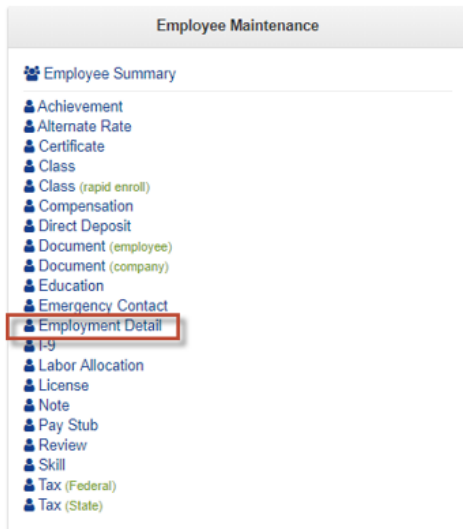 Employee Maintenance
Employee Summary
Achievement
Alternate Rate
Certificate
Class
Class (rapid enroll)
Compensation
Direct Deposit
Document (employee)
Document (company)
Education
Emergency Contact
Employment Detail
I-9
Labor Allocation
License
Note
Pay Stub
Review
Skill
Tax (Federal)
Tax (State)